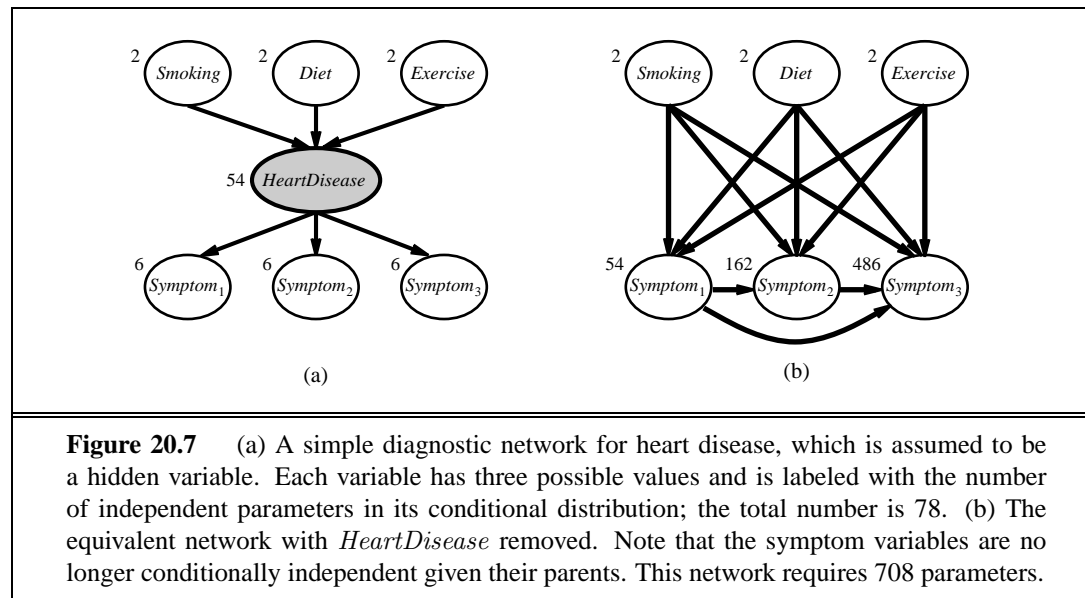 2 Smoking 2 Diet 2 Exercise
54 HeartDisease
6 Symptom1 6 Symptom2 6 Symptom3
(a)
2 Smoking 2 Diet 2 Exercise
54 Symptom1 162 Symptom2 486 Symptom3
(b)
Figure 20.7 (a) A simple diagnostic network for heart disease, which is assumed to be
a hidden variable. Each variable has three possible values and is labeled with the number
of independent parameters in its conditional distribution; the total number is 78. (b) The
equivalent network with HeartDisease removed. Note that the symptom variables are no
longer conditionally independent given their parents. This network requires 708 parameters.